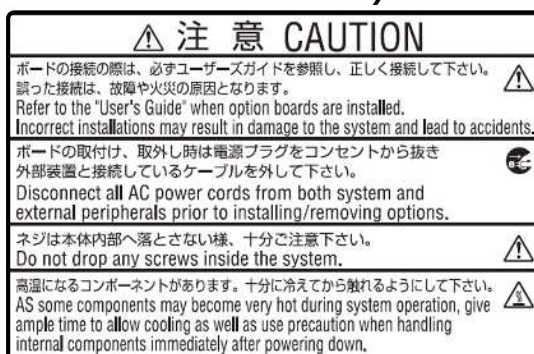 注 意 CAUTION
ボードの接続の際は、必ずユーザーズガイドを参照し、正しく接続して下さい。
誤った接続は、故障や火災の原因となります。
Refer to the "User's Guide" when option boards are installed.
Incorrect installations may result in damage to the system and lead to accidents.
ボードの取付け、取外し時は電源プラグをコンセントから抜き
外部装置と接続しているケーブルを外して下さい。
Disconnect all AC power cords from both system and
external peripherals prior to installing/removing options.
ネジは本体内部へ落とさない様、十分ご注意下さい。
Do not drop any screws inside the system.
高温になるコンポーネントがあります。十分に冷えてから触れるようにして下さい。
AS some components may become very hot during system operation, give
ample time to allow cooling as well as use precaution when handling
internal components immediately after powering down.